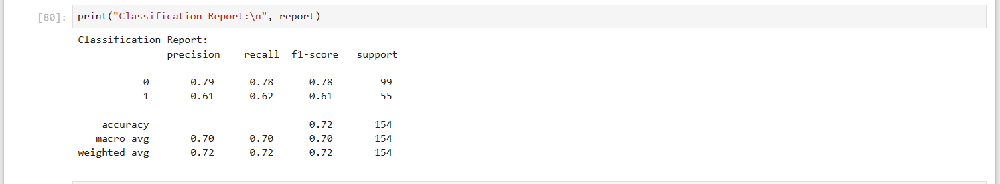 [80]: print("Classification Report:\n", report)
Classification Report:
precision recall f1-score support
0 0.79 0.78 0.78 99
1 0.61 0.62 0.61 55
accuracy 0.72 154
macro avg 0.70 0.70 0.70 154
weighted avg 0.72 0.72 0.72 154